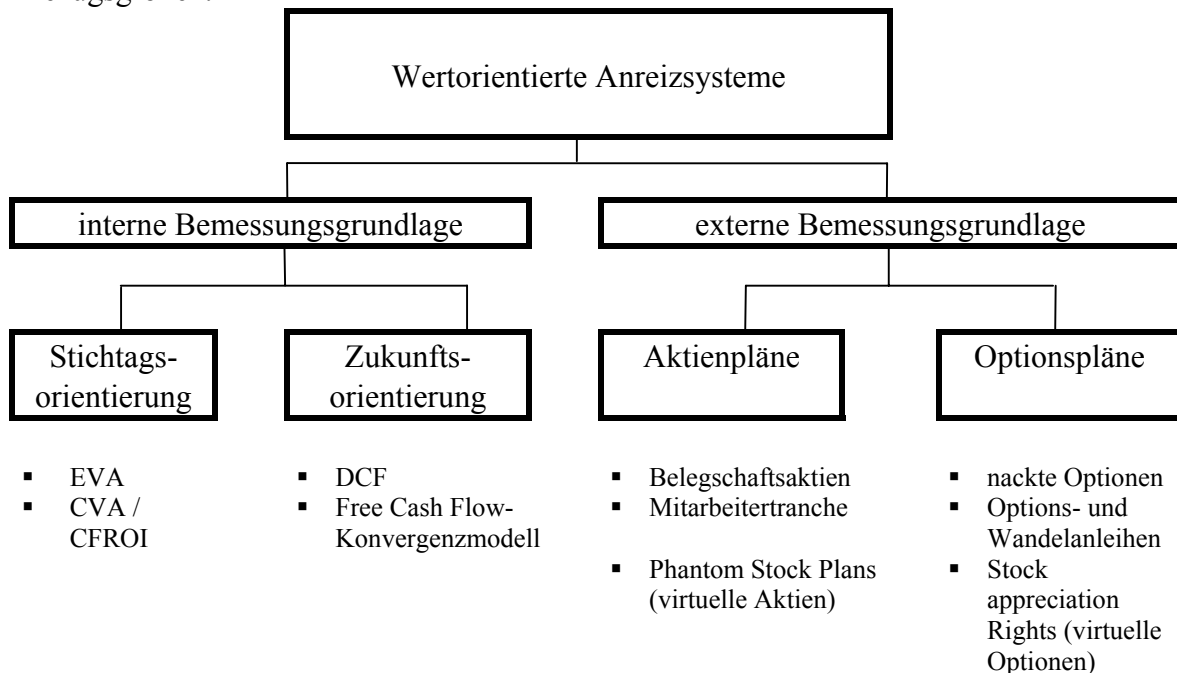 Wertorientierte Anreizsysteme
interne Bemessungsgrundlage
externe Bemessungsgrundlage
Stichtags-
orientierung
Zukunfts-
orientierung
Aktienpläne
Optionspläne
▪ EVA
▪ CVA /
CFROI
▪ DCF
▪ Free Cash Flow-
Konvergenzmodell
▪ Belegschaftsaktien
▪ Mitarbeitertranche
▪ Phantom Stock Plans
(virtuelle Aktien)
▪ nackte Optionen
▪ Options- und
Wandelanleihen
▪ Stock
appreciation
Rights (virtuelle
Optionen)